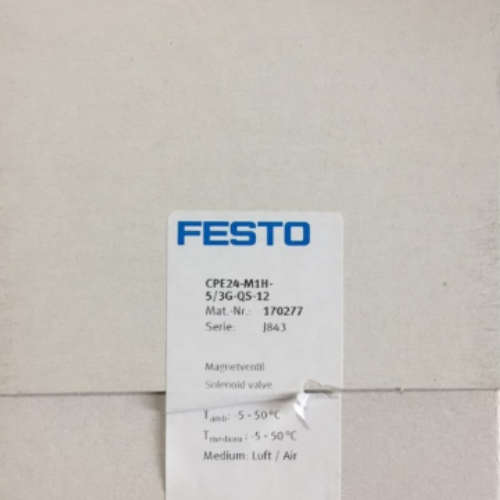 FESTO
CPE24-M1H-
5/3G-QS-12
Mat.-Nr.: 170277
Serie: J843
Magnetventil
Solenoid valve
Tamb: -5 - 50 °C
Tmedium: -5 - 50 °C
Medium: Luft / Air